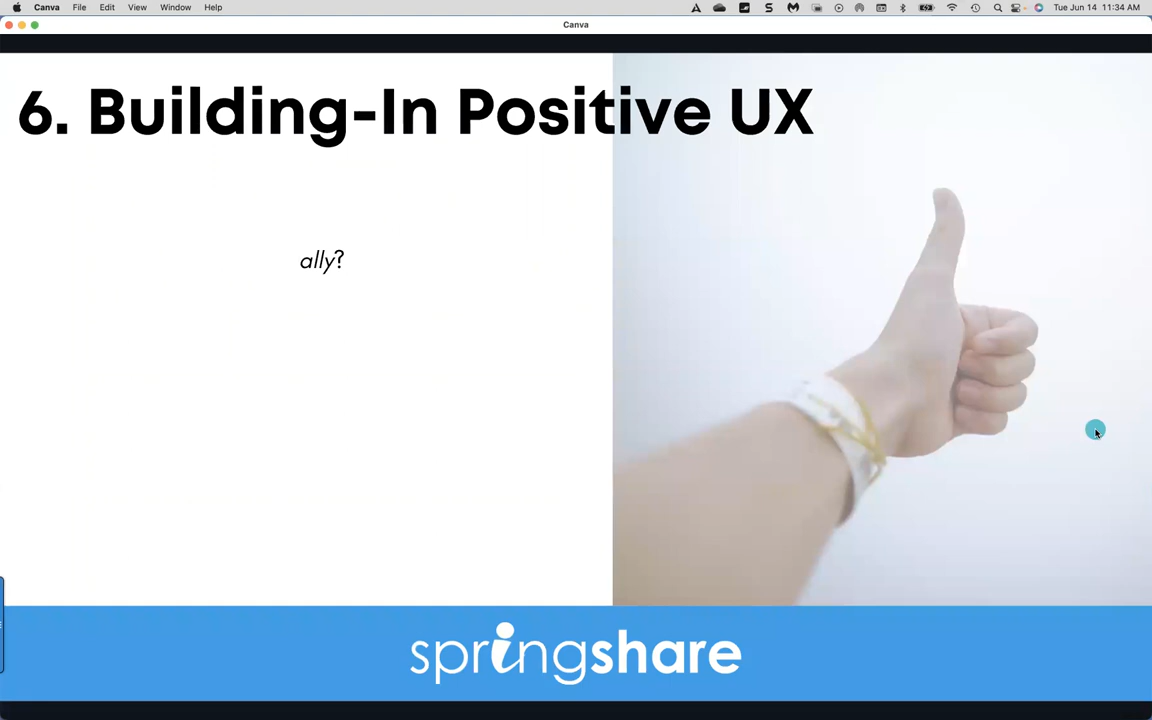 Canva File Edit View Window Help Tue Jun 14 11:34 AM
Canva
6. Building-In Positive UX
ally?
springshare